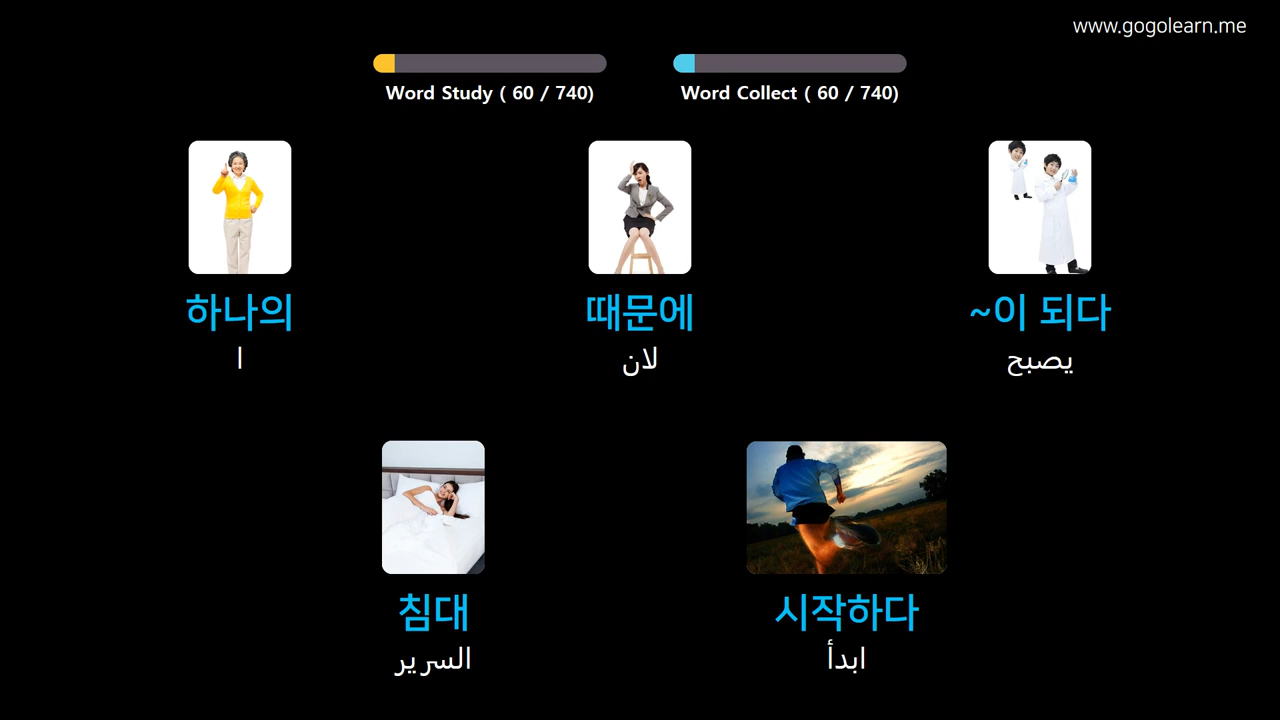 www.gogolearn.me
Word Study ( 60 / 740)
Word Collect ( 60 / 740)
하나의
ا
때문에
لان
~이 되다
يصبح
침대
السرير
시작하다
ابدأ